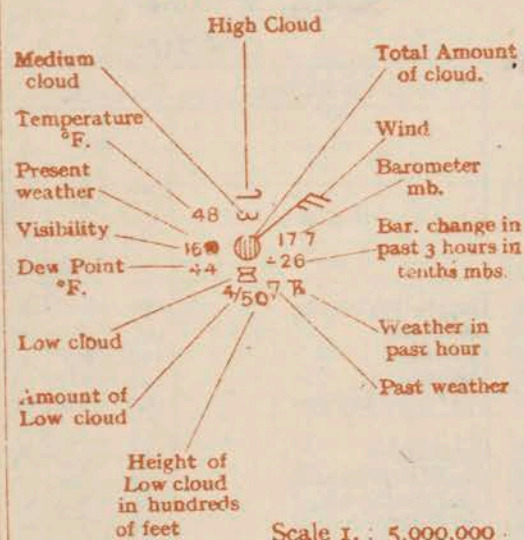 High Cloud
Medium
cloud
Total Amount
of cloud.
Temperature
°F.
Wind
Present
weather
Barometer
mb.
48
Visibility
16
177
Bar. change in
past 3 hours in
tenths mbs.
Dew Point
°F.
44
-26
4/50 7
Low cloud
Weather in
past hour
Amount of
Low cloud
Past weather
Height of
Low cloud
in hundreds
of feet
Scale 1. : 5,000,000